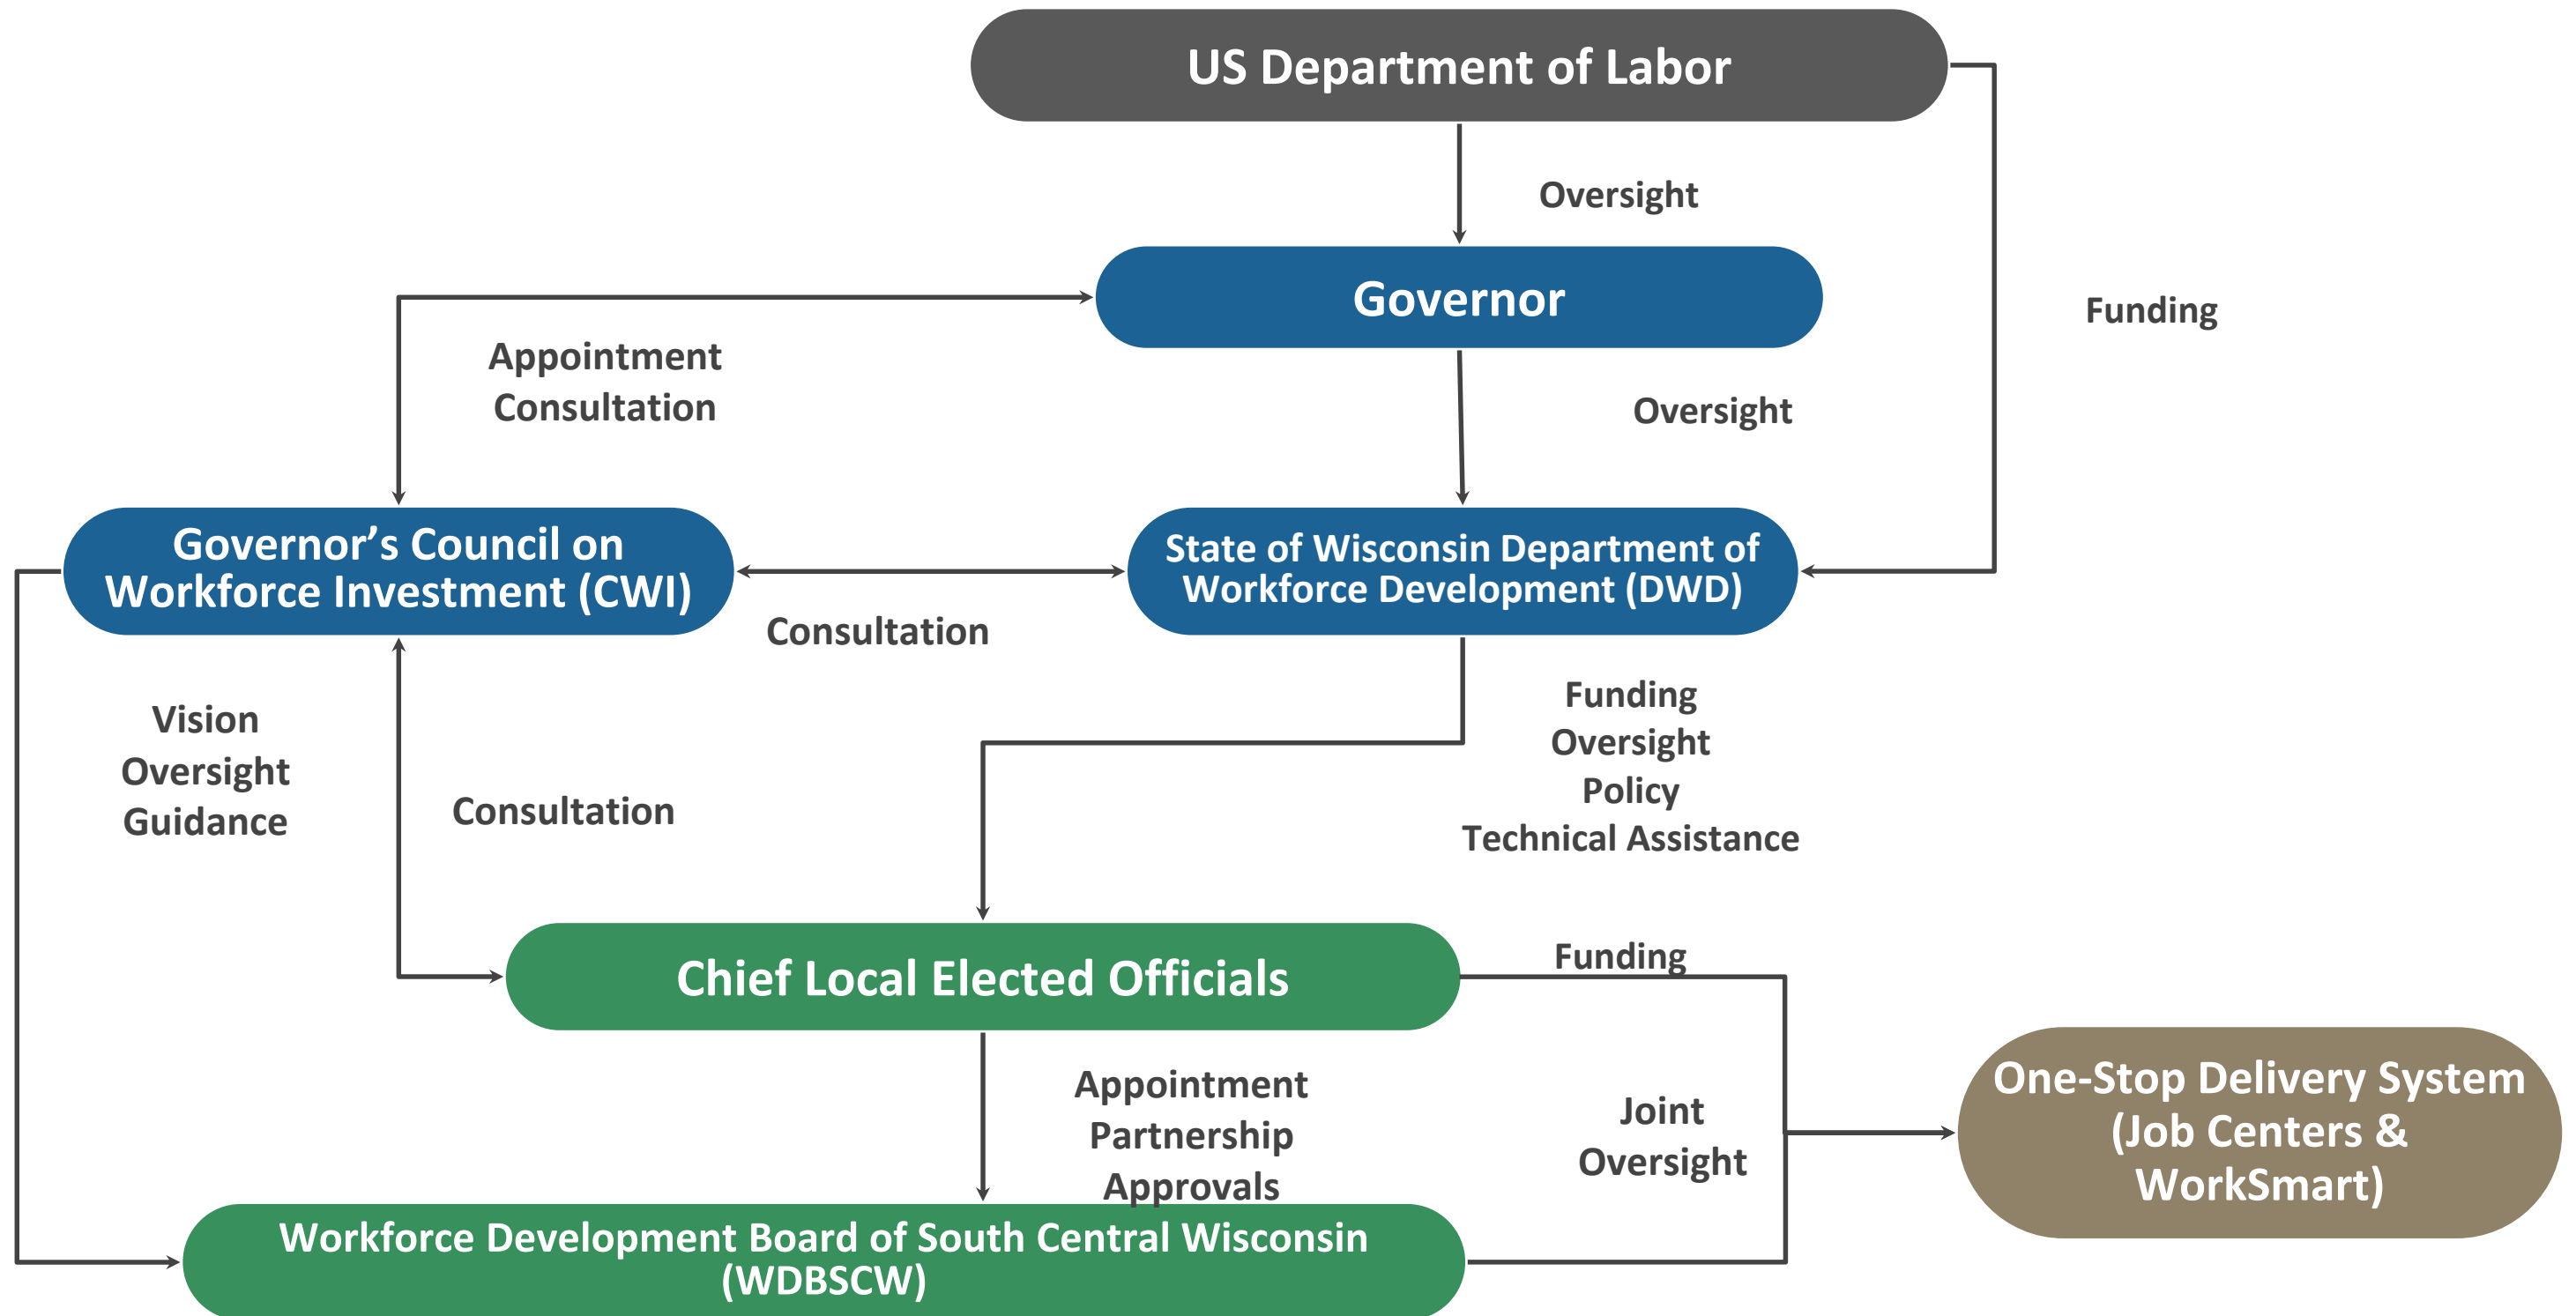 US Department of Labor
Oversight
Governor
Funding
Appointment
Consultation
Oversight
Governor’s Council on
Workforce Investment (CWI)
State of Wisconsin Department of
Workforce Development (DWD)
Consultation
Vision
Oversight
Guidance
Consultation
Funding
Oversight
Policy
Technical Assistance
Chief Local Elected Officials
Funding
Appointment
Partnership
Approvals
Joint
Oversight
One-Stop Delivery System
(Job Centers &
WorkSmart)
Workforce Development Board of South Central Wisconsin
(WDBSCW)